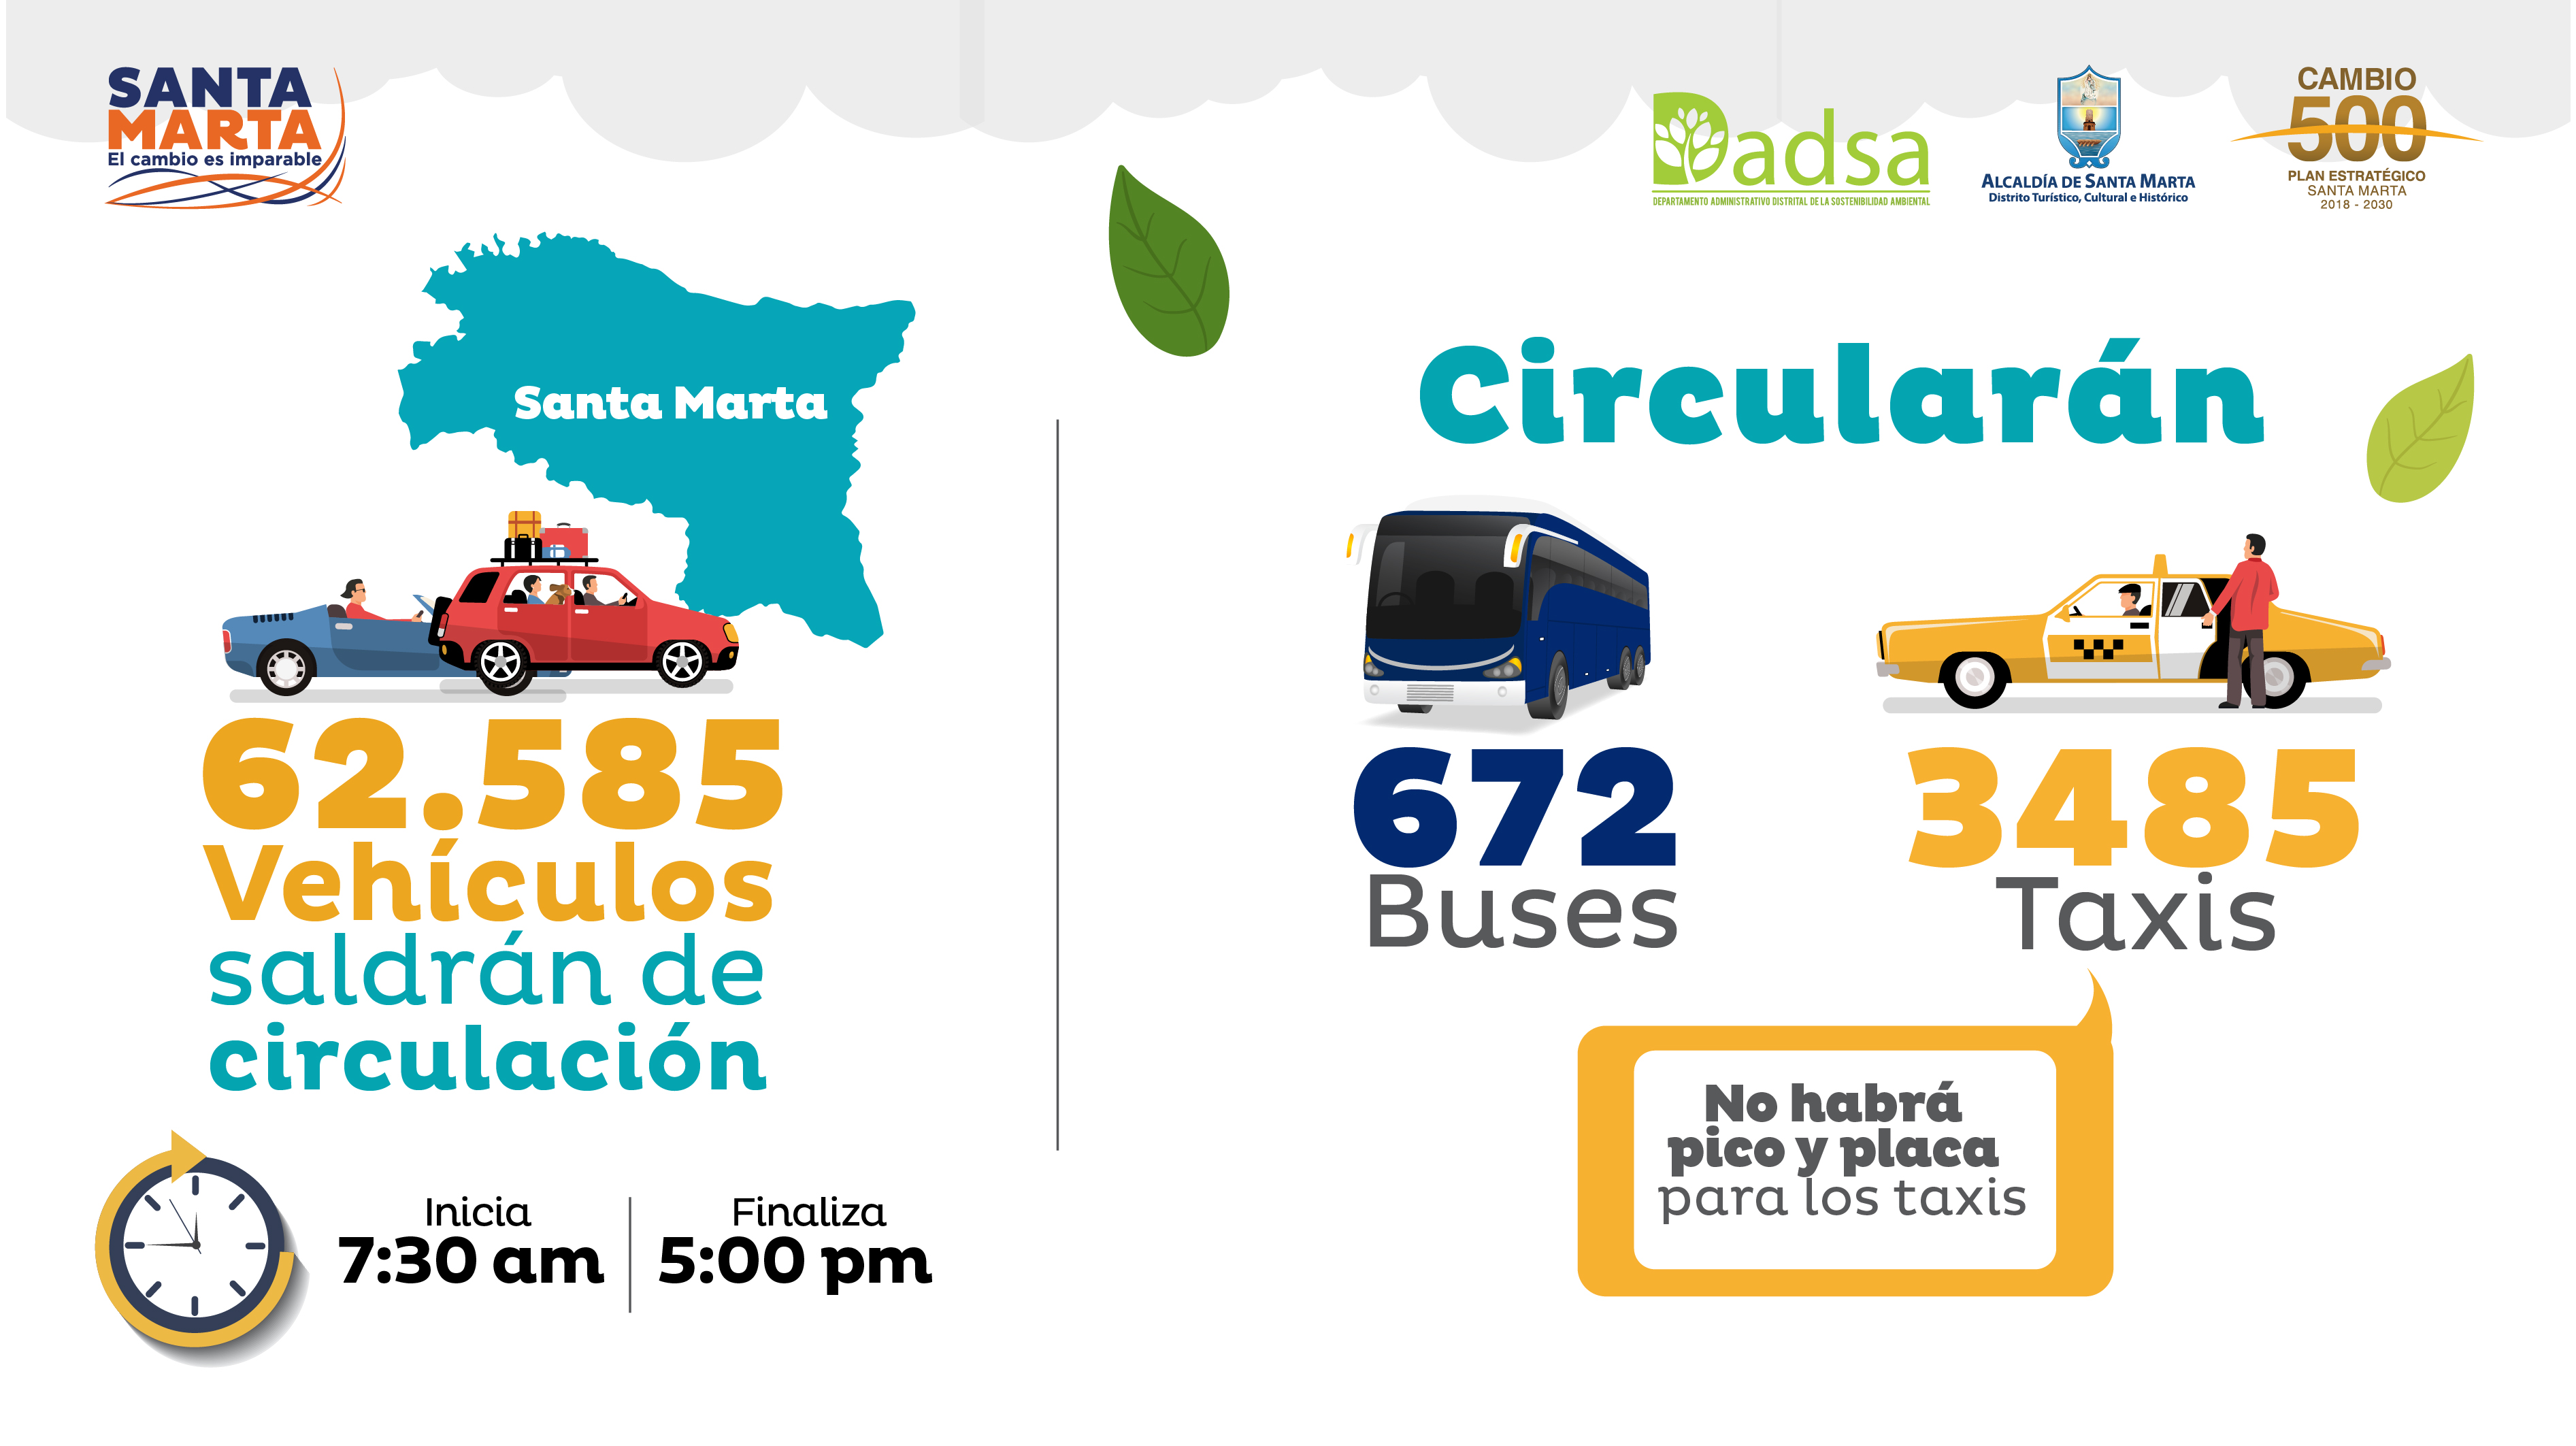 SANTA
MARTA
El cambio es imparable
Dadsa
DEPARTAMENTO ADMINISTRATIVO DISTRITAL DE LA SOSTENIBILIDAD AMBIENTAL
ALCALDÍA DE SANTA MARTA
Distrito Turístico, Cultural e Histórico
CAMBIO
500
PLAN ESTRATÉGICO
SANTA MARTA
2018 - 2030
Santa Marta
62.585
Vehículos
saldrán de
circulación
Inicia
7:30 am
Finaliza
5:00 pm
Circularán
672
Buses
3485
Taxis
No habrá
pico y placa
para los taxis